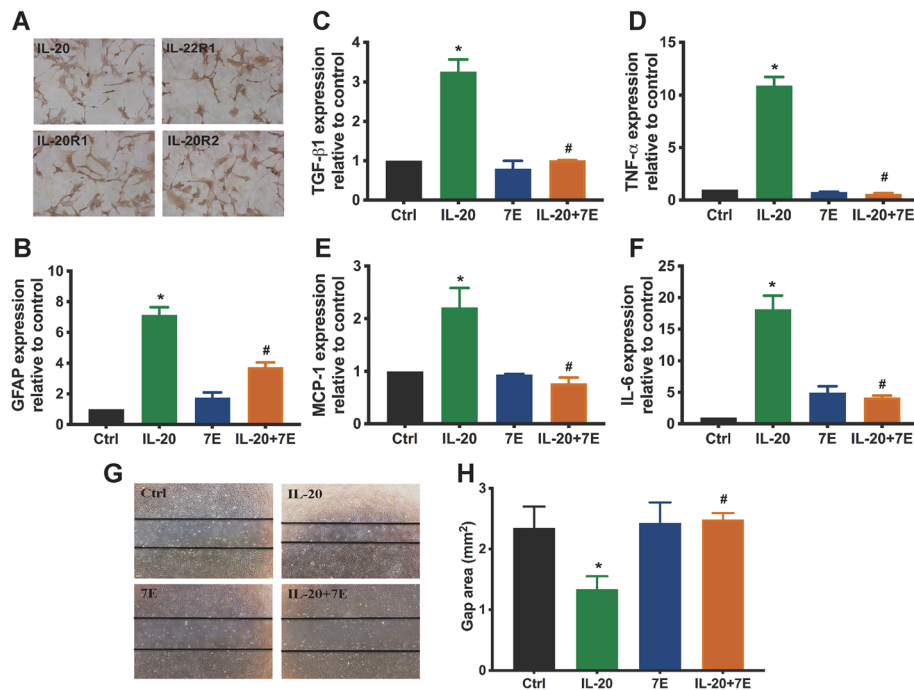 A
IL-20
IL-22R1
IL-20R1
IL-20R2
C
TGF-β1 expression
relative to control
4
3
2
1
0
*
#
Ctrl IL-20 7E IL-20+7E
D
TNF-α expression
relative to control
15
10
5
0
*
#
Ctrl IL-20 7E IL-20+7E
B
GFAP expression
relative to control
10
8
6
4
2
0
*
#
Ctrl IL-20 7E IL-20+7E
E
MCP-1 expression
relative to control
3
2
1
0
*
#
Ctrl IL-20 7E IL-20+7E
F
IL-6 expression
relative to control
25
20
15
10
5
0
*
#
Ctrl IL-20 7E IL-20+7E
G
Ctrl
IL-20
7E
IL-20+7E
H
Gap area (mm²)
3
2
1
0
*
#
Ctrl IL-20 7E IL-20+7E